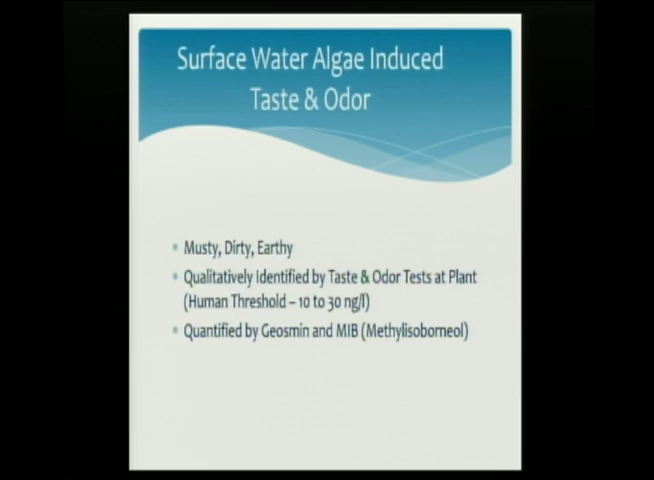 Surface Water Algae Induced
Taste & Odor
• Musty, Dirty, Earthy
• Qualitatively Identified by Taste & Odor Tests at Plant
(Human Threshold – 10 to 30 ng/l)
• Quantified by Geosmin and MIB (Methylisoborneol)